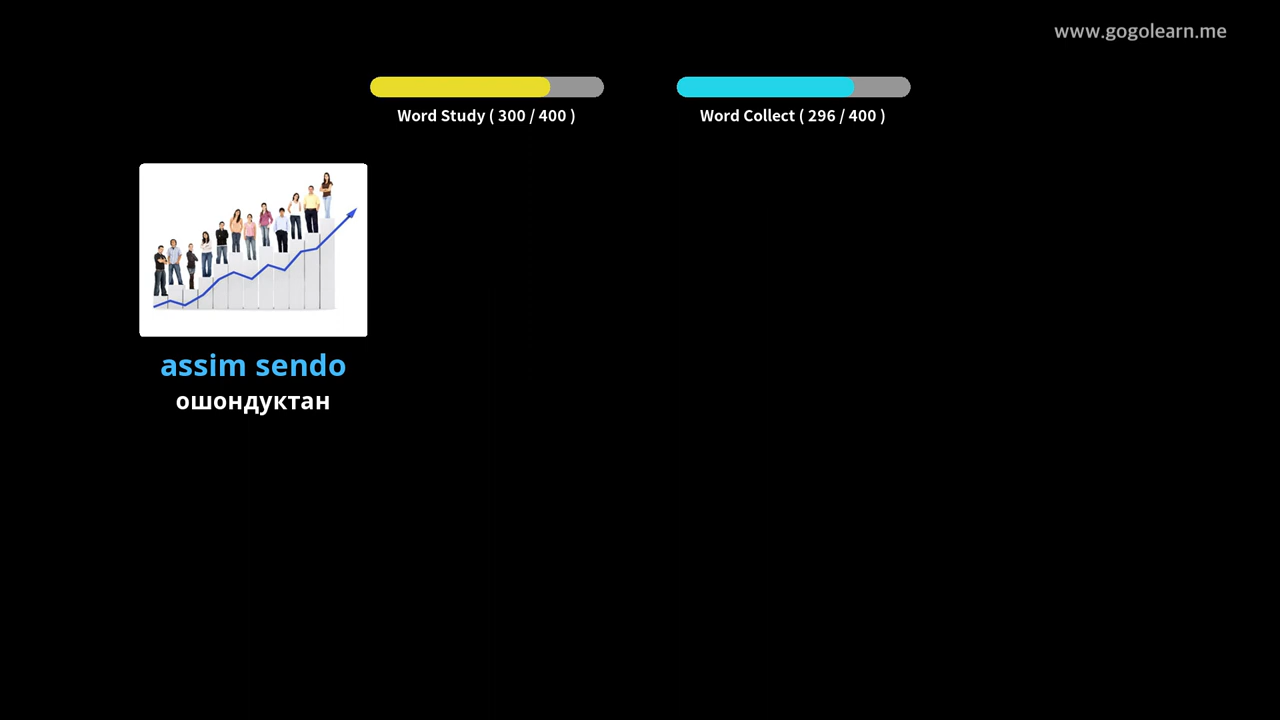 www.gogolearn.me
Word Study ( 300 / 400 )
Word Collect ( 296 / 400 )
assim sendo
ошондуктан